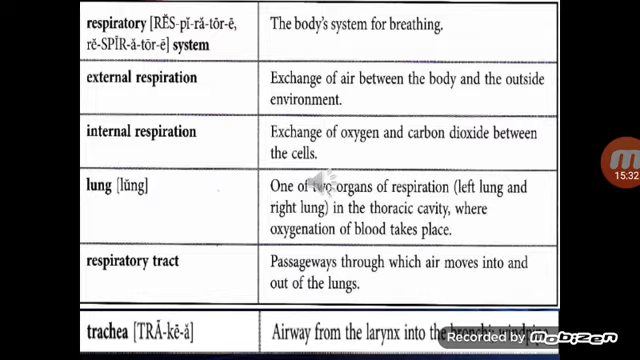 respiratory [RĔS-pĭ-ră-tōr-ē, The body's system for breathing.
rĕ-SPĪR-ă-tōr-ē] system
external respiration Exchange of air between the body and the outside
environment.
internal respiration Exchange of oxygen and carbon dioxide between
the cells.
lung [lŭng] One of two organs of respiration (left lung and
right lung) in the thoracic cavity, where
oxygenation of blood takes place.
respiratory tract Passageways through which air moves into and
out of the lungs.
trachea [TRĀ-kē-ă] Airway from the larynx into the bronchi; windpipe.
15:32
Recorded by mobizen